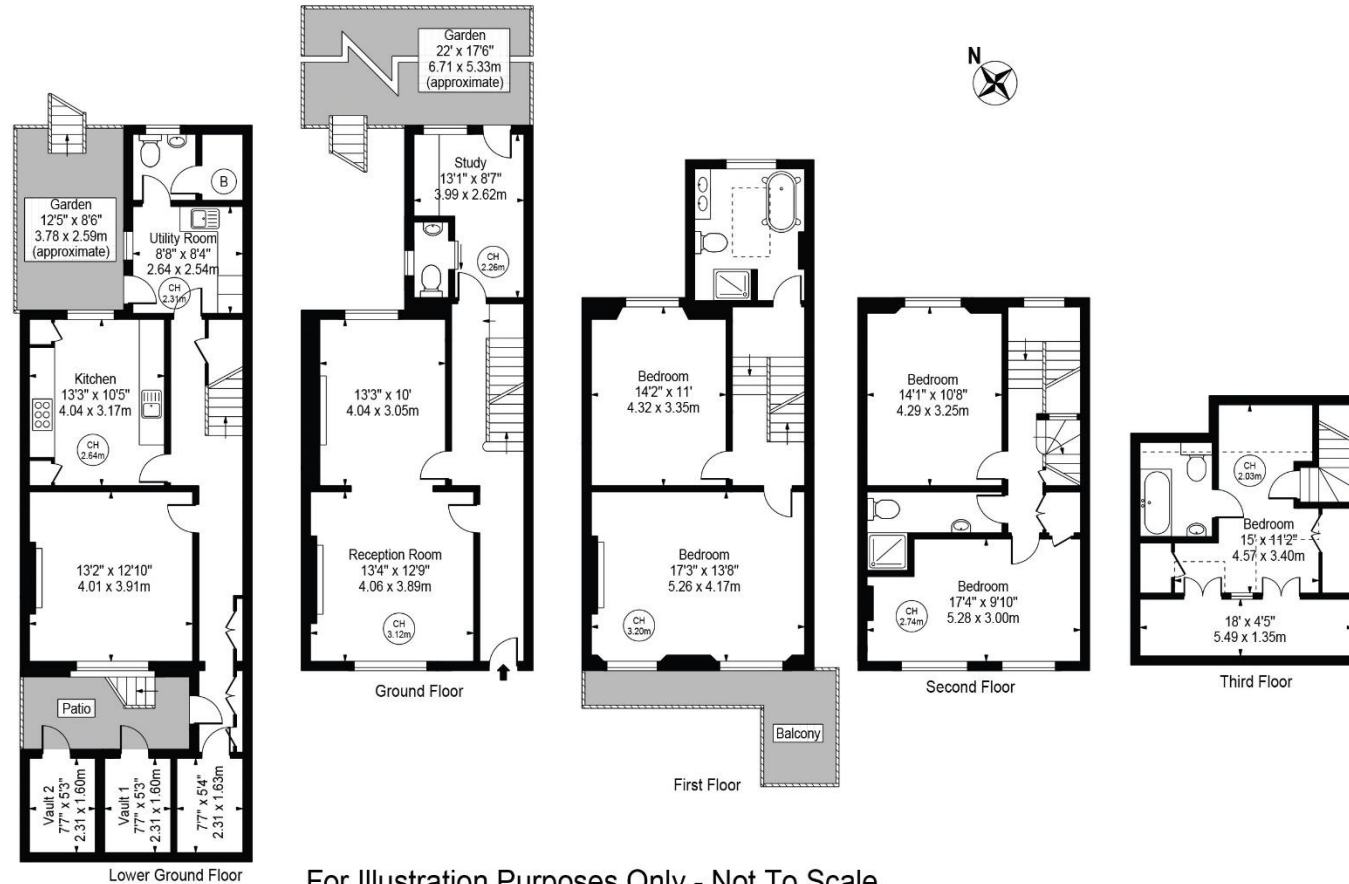 Garden
12'5" x 8'6"
3.78 x 2.59m
(approximate)
B
Utility Room
8'8" x 8'4"
2.64 x 2.54m
CH
2.31m
Kitchen
13'3" x 10'5"
4.04 x 3.17m
CH
2.64m
13'2" x 12'10"
4.01 x 3.91m
Patio
Vault 2
7'7" x 5'3"
2.31 x 1.60m
Vault 1
7'7" x 5'3"
2.31 x 1.60m
7'7" x 5'4"
2.31 x 1.63m
Lower Ground Floor
Garden
22' x 17'6"
6.71 x 5.33m
(approximate)
Study
13'1" x 8'7"
3.99 x 2.62m
CH
2.26m
13'3" x 10'
4.04 x 3.05m
Reception Room
13'4" x 12'9"
4.06 x 3.89m
CH
3.12m
Ground Floor
Bedroom
14'2" x 11'
4.32 x 3.35m
Bedroom
17'3" x 13'8"
5.26 x 4.17m
CH
3.20m
Balcony
First Floor
N
Bedroom
14'1" x 10'8"
4.29 x 3.25m
Bedroom
17'4" x 9'10"
5.28 x 3.00m
CH
2.74m
Second Floor
CH
2.03m
Bedroom
15' x 11'2"
4.57 x 3.40m
18' x 4'5"
5.49 x 1.35m
Third Floor
For Illustration Purposes Only - Not To Scale